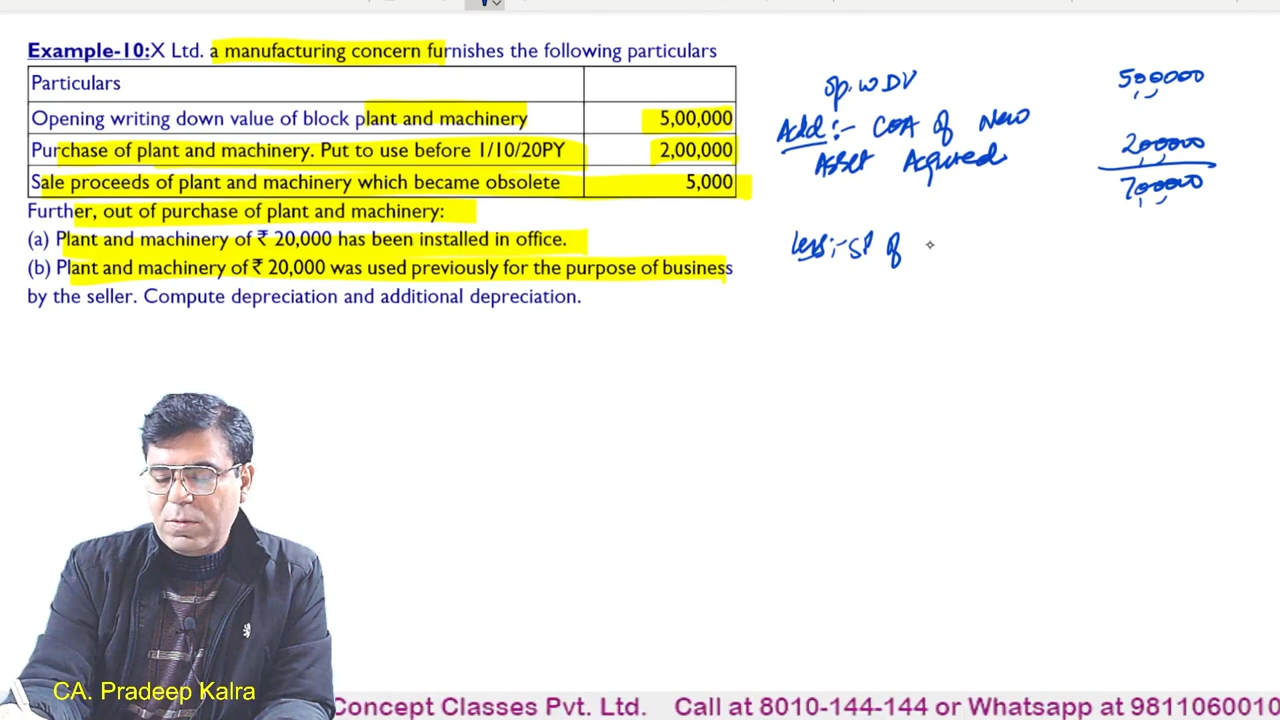 Example-10: X Ltd. a manufacturing concern furnishes the following particulars
Particulars
Opening writing down value of block plant and machinery 5,00,000
Purchase of plant and machinery. Put to use before 1/10/20PY 2,00,000
Sale proceeds of plant and machinery which became obsolete 5,000
Further, out of purchase of plant and machinery:
(a) Plant and machinery of ₹ 20,000 has been installed in office.
(b) Plant and machinery of ₹ 20,000 was used previously for the purpose of business
by the seller. Compute depreciation and additional depreciation.
op. WDV 500000
Add:- COA of New
Asset Acquired 200000
700000
Less:- SP of
CA. Pradeep Kalra
Concept Classes Pvt. Ltd. Call at 8010-144-144 or Whatsapp at 9811060010